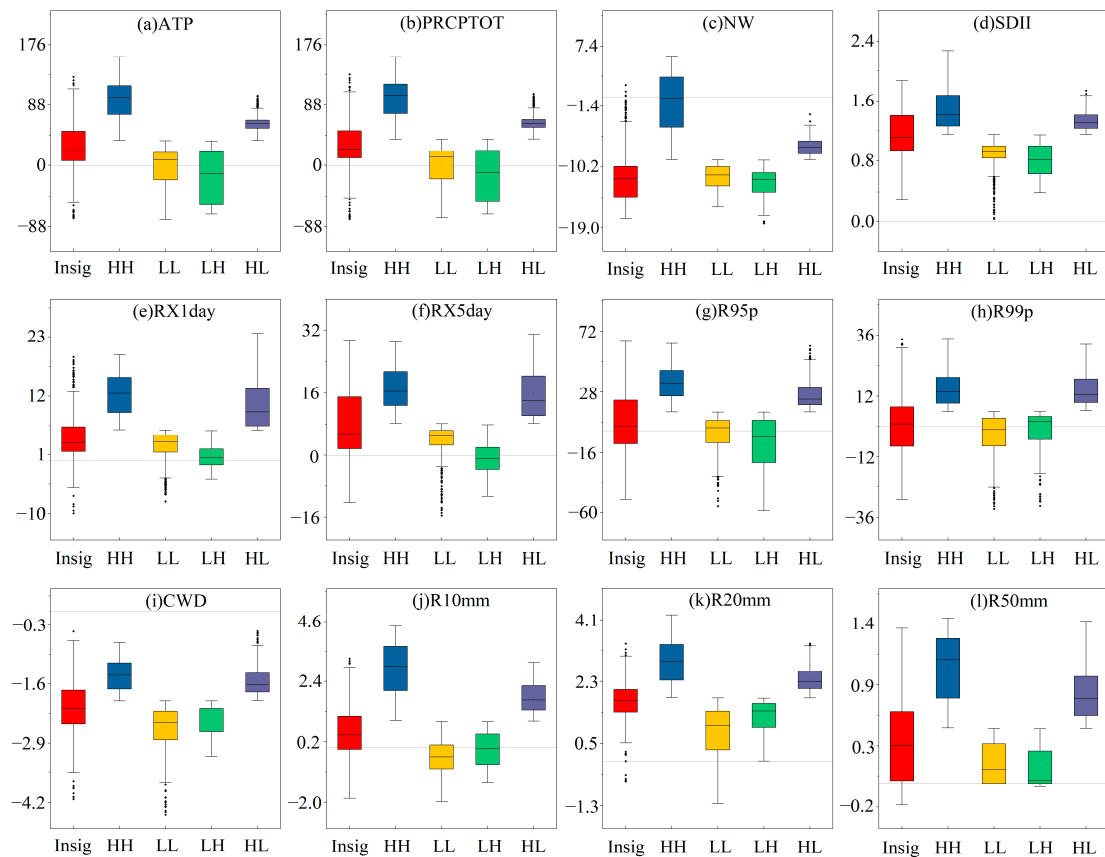 (a)ATP
176
88
0
−88
Insig HH LL LH HL
(b)PRCPTOT
176
88
0
−88
Insig HH LL LH HL
(c)NW
7.4
−1.4
−10.2
−19.0
Insig HH LL LH HL
(d)SDII
2.4
1.6
0.8
0.0
Insig HH LL LH HL
(e)RX1day
23
12
1
−10
Insig HH LL LH HL
(f)RX5day
32
16
0
−16
Insig HH LL LH HL
(g)R95p
72
28
−16
−60
Insig HH LL LH HL
(h)R99p
36
12
−12
−36
Insig HH LL LH HL
(i)CWD
−0.3
−1.6
−2.9
−4.2
Insig HH LL LH HL
(j)R10mm
4.6
2.4
0.2
−2.0
Insig HH LL LH HL
(k)R20mm
4.1
2.3
0.5
−1.3
Insig HH LL LH HL
(l)R50mm
1.4
0.9
0.3
−0.2
Insig HH LL LH HL